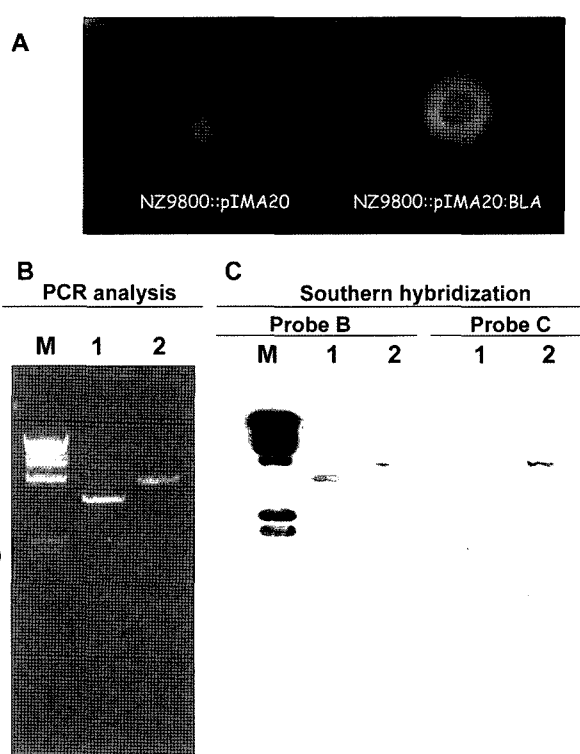 A
NZ9800::pIMA20 NZ9800::pIMA20:BLA
B C
PCR analysis Southern hybridization
Probe B Probe C
M 1 2 M 1 2 1 2